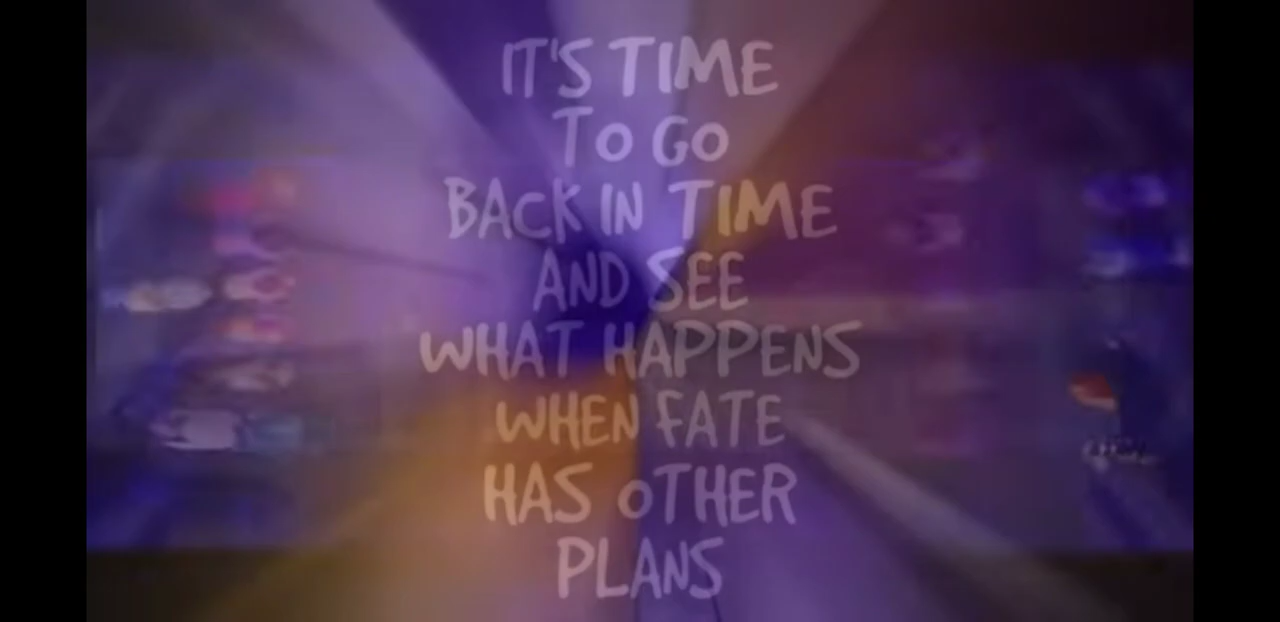 IT'S TIME
TO GO
BACK IN TIME
AND SEE
WHAT HAPPENS
WHEN FATE
HAS OTHER
PLANS